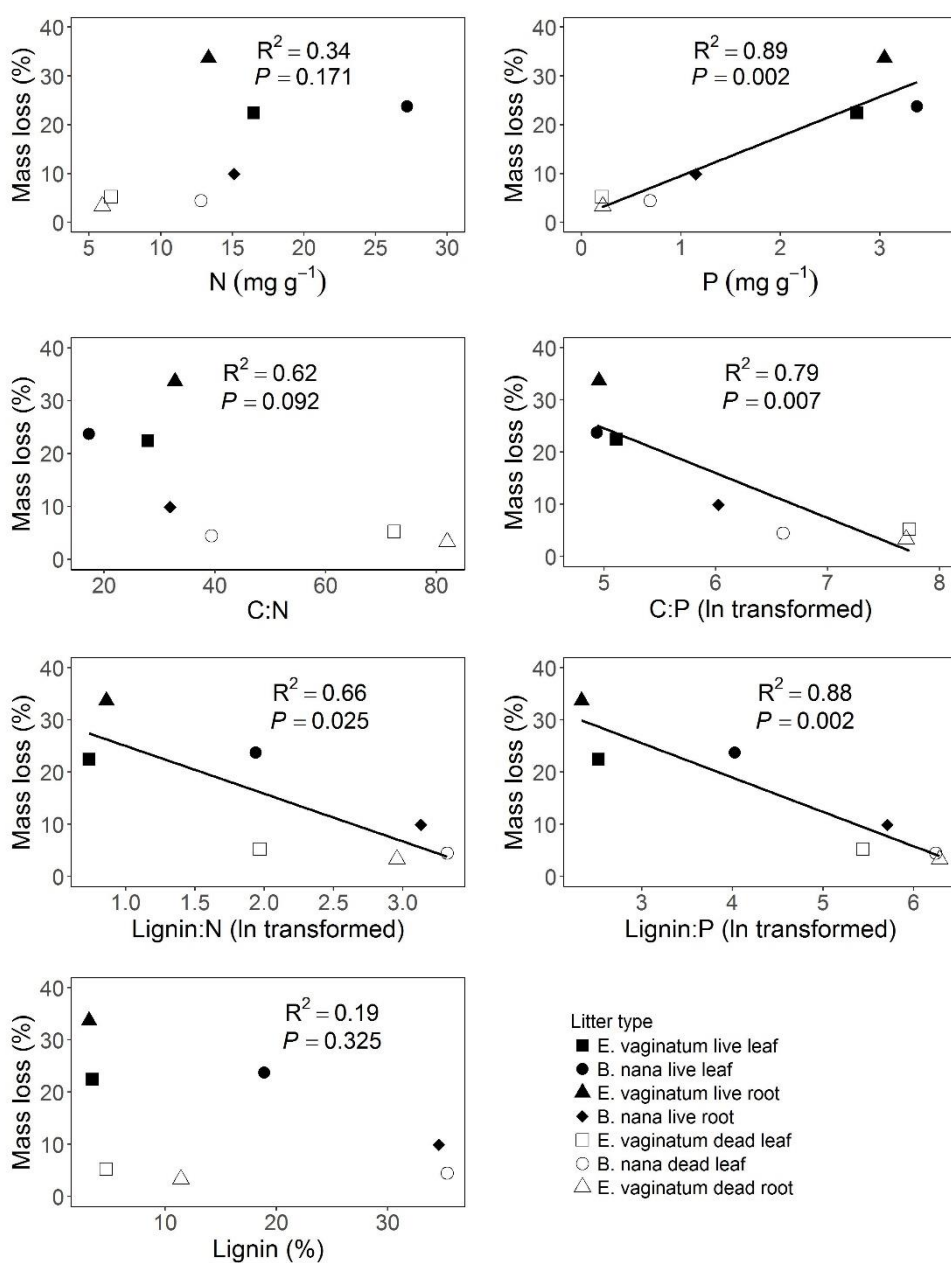 Mass loss (%)
40
30
20
10
0
R² = 0.34
P = 0.171
5 10 15 20 25 30
N (mg g⁻¹)
Mass loss (%)
40
30
20
10
0
R² = 0.89
P = 0.002
0 1 2 3
P (mg g⁻¹)
Mass loss (%)
40
30
20
10
0
R² = 0.62
P = 0.092
20 40 60 80
C:N
Mass loss (%)
40
30
20
10
0
R² = 0.79
P = 0.007
5 6 7 8
C:P (ln transformed)
Mass loss (%)
40
30
20
10
0
R² = 0.66
P = 0.025
1.0 1.5 2.0 2.5 3.0
Lignin:N (ln transformed)
Mass loss (%)
40
30
20
10
0
R² = 0.88
P = 0.002
3 4 5 6
Lignin:P (ln transformed)
Mass loss (%)
40
30
20
10
0
R² = 0.19
P = 0.325
10 20 30
Lignin (%)
Litter type
E. vaginatum live leaf
B. nana live leaf
E. vaginatum live root
B. nana live root
E. vaginatum dead leaf
B. nana dead leaf
E. vaginatum dead root